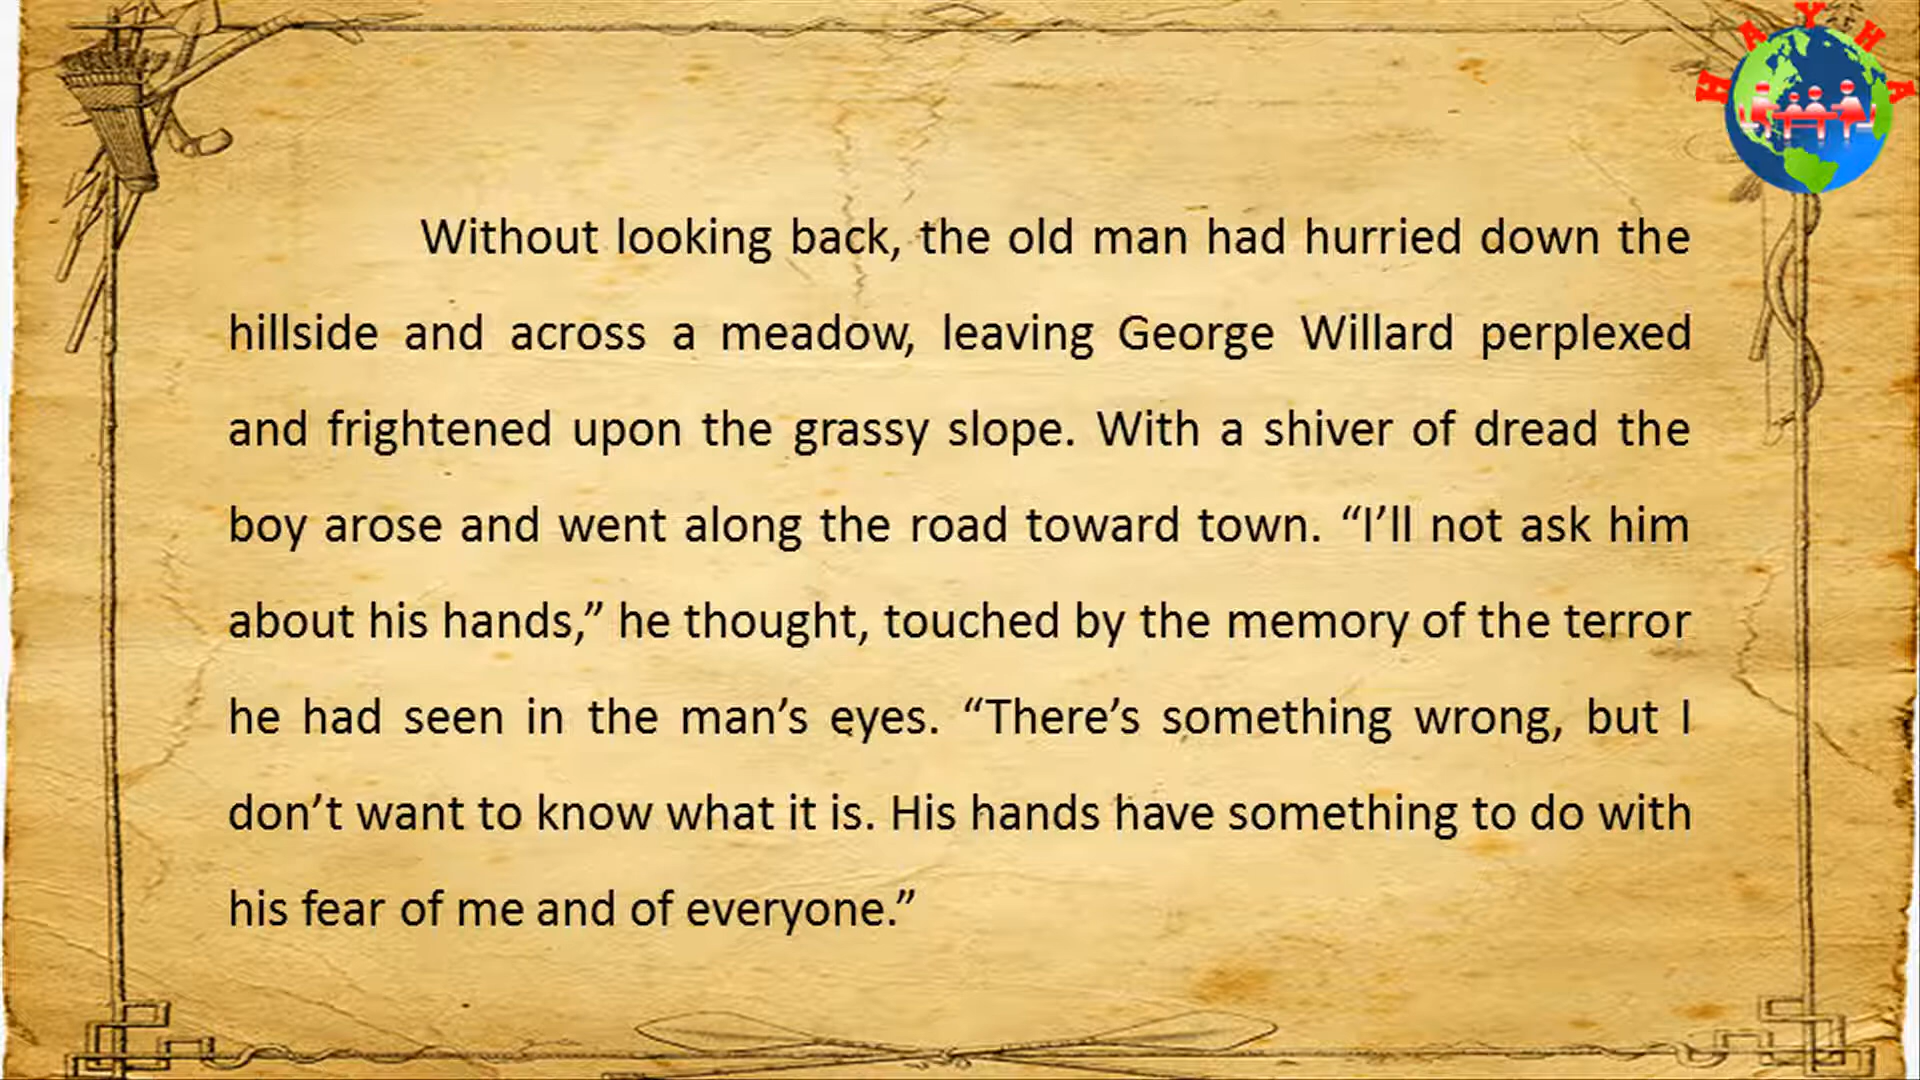 HAYHA
Without looking back, the old man had hurried down the
hillside and across a meadow, leaving George Willard perplexed
and frightened upon the grassy slope. With a shiver of dread the
boy arose and went along the road toward town. “I’ll not ask him
about his hands,” he thought, touched by the memory of the terror
he had seen in the man’s eyes. “There’s something wrong, but I
don’t want to know what it is. His hands have something to do with
his fear of me and of everyone.”